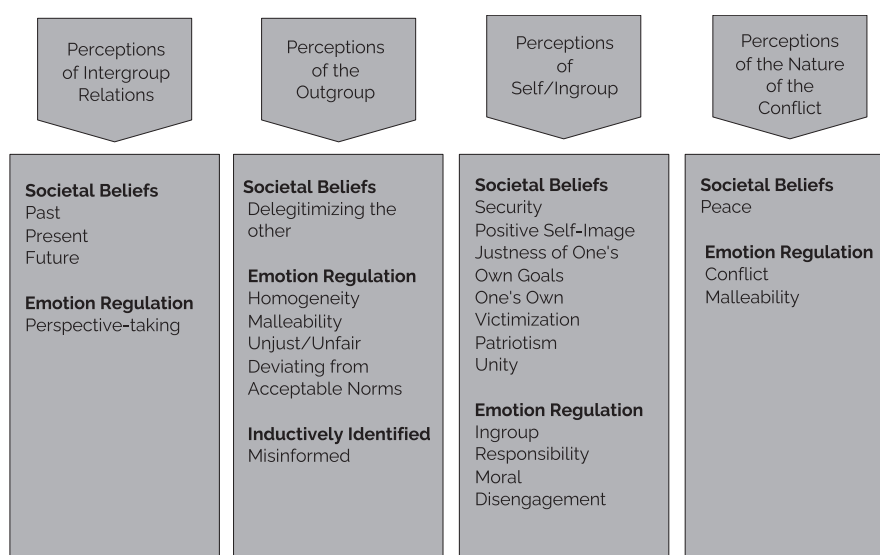 Perceptions
of Intergroup
Relations
Societal Beliefs
Past
Present
Future
Emotion Regulation
Perspective-taking
Perceptions
of the
Outgroup
Societal Beliefs
Delegitimizing the
other
Emotion Regulation
Homogeneity
Malleability
Unjust/Unfair
Deviating from
Acceptable Norms
Inductively Identified
Misinformed
Perceptions
of
Self/Ingroup
Societal Beliefs
Security
Positive Self-Image
Justness of One's
Own Goals
One's Own
Victimization
Patriotism
Unity
Emotion Regulation
Ingroup
Responsibility
Moral
Disengagement
Perceptions
of the Nature
of the
Conflict
Societal Beliefs
Peace
Emotion Regulation
Conflict
Malleability